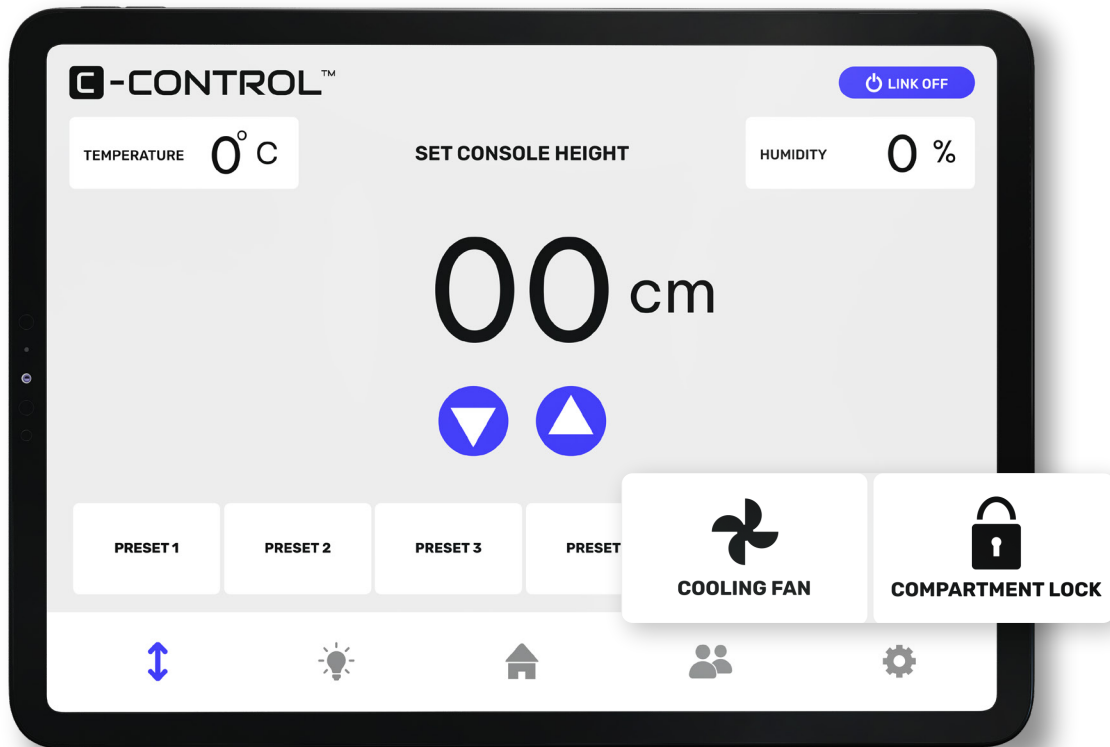 C-CONTROL™
LINK OFF
TEMPERATURE 0° C
SET CONSOLE HEIGHT
HUMIDITY 0 %
00 cm
PRESET 1
PRESET 2
PRESET 3
PRESET
COOLING FAN
COMPARTMENT LOCK